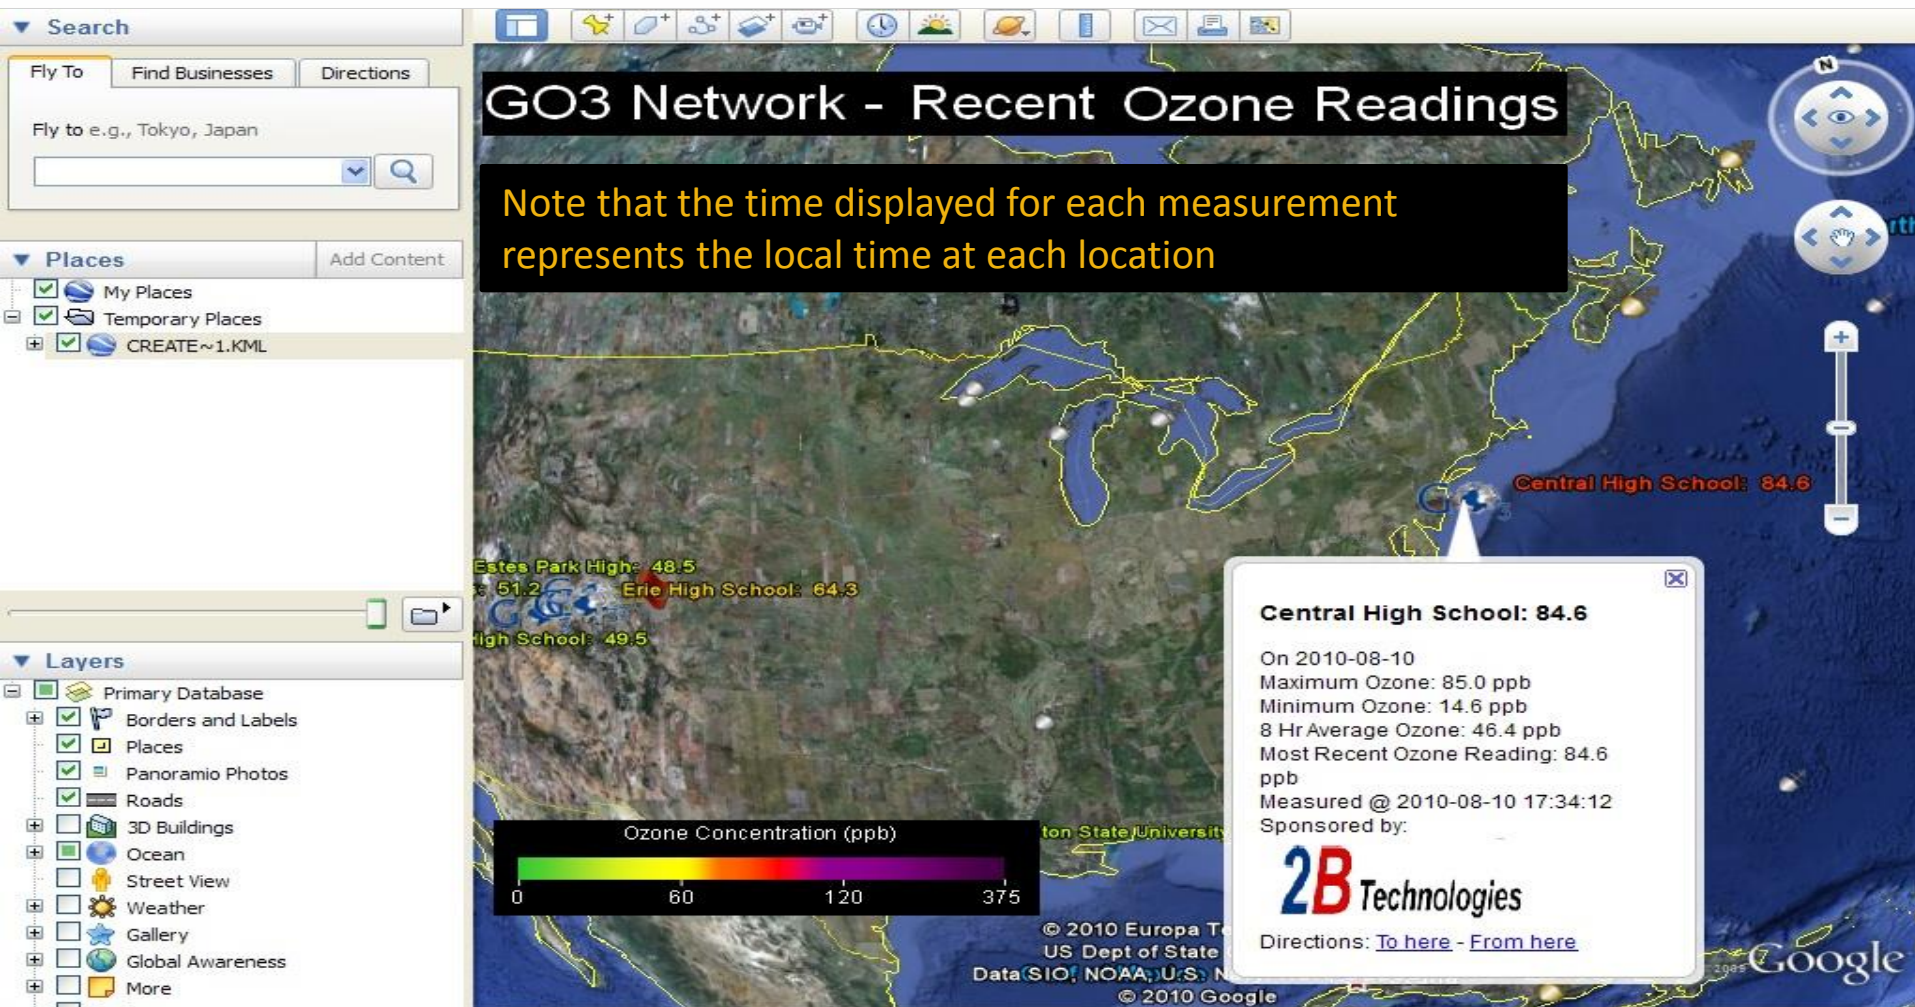 Search
Fly To
Find Businesses
Directions
Fly to e.g., Tokyo, Japan
Places
Add Content
My Places
Temporary Places
CREATE~1.KML
Layers
Primary Database
Borders and Labels
Places
Panoramio Photos
Roads
3D Buildings
Ocean
Street View
Weather
Gallery
Global Awareness
More
GO3 Network - Recent Ozone Readings
Note that the time displayed for each measurement
represents the local time at each location
N
Central High School: 84.6
Estes Park High: 48.5
: 51.2
Erie High School: 64.3
High School: 49.5
Central High School: 84.6
On 2010-08-10
Maximum Ozone: 85.0 ppb
Minimum Ozone: 14.6 ppb
8 Hr Average Ozone: 46.4 ppb
Most Recent Ozone Reading: 84.6
ppb
Measured @ 2010-08-10 17:34:12
Sponsored by:
2B Technologies
Directions: To here - From here
ton State University
Ozone Concentration (ppb)
0 60 120 375
© 2010 Europa Te
US Dept of State
Data SIO, NOAA, U.S. N
© 2010 Google
Google